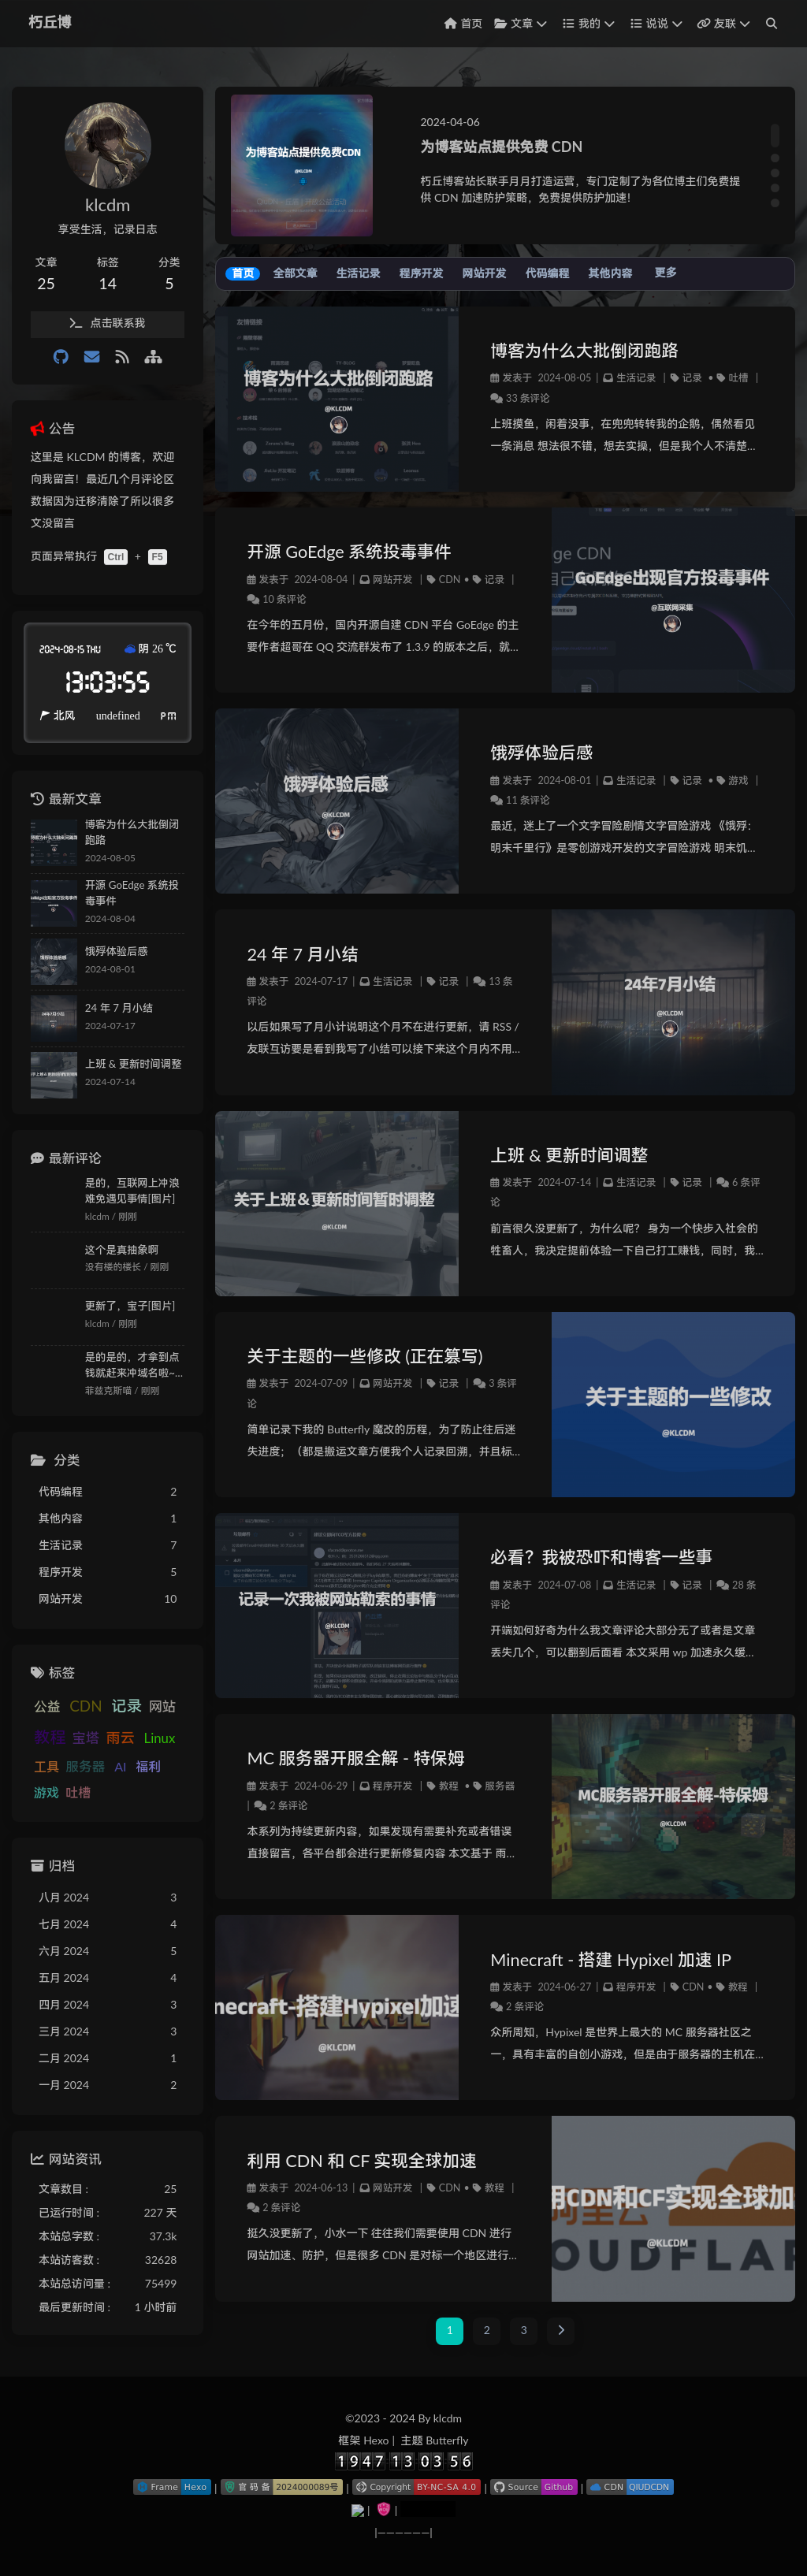 朽丘博
首页 文章 我的 说说 友联
klcdm
享受生活，记录日志
文章 标签 分类
25 14 5
点击联系我
公告
这里是 KLCDM 的博客，欢迎
向我留言！最近几个月评论区
数据因为迁移清除了所以很多
文没留言
页面异常执行 Ctrl + F5
2024-08-15 THU 阴 26 ℃
13:03:55
北风 undefined PM
最新文章
博客为什么大批倒闭
跑路
2024-08-05
开源 GoEdge 系统投
毒事件
2024-08-04
饿殍体验后感
2024-08-01
24 年 7 月小结
2024-07-17
上班 & 更新时间调整
2024-07-14
最新评论
是的，互联网上冲浪
难免遇见事情[图片]
klcdm / 刚刚
这个是真抽象啊
没有楼的楼长 / 刚刚
更新了，宝子[图片]
klcdm / 刚刚
是的是的，才拿到点
钱就赶来冲域名啦~...
菲兹克斯喵 / 刚刚
分类
代码编程 2
其他内容 1
生活记录 7
程序开发 5
网站开发 10
标签
公益 CDN 记录 网站
教程 宝塔 雨云 Linux
工具 服务器 AI 福利
游戏 吐槽
归档
八月 2024 3
七月 2024 4
六月 2024 5
五月 2024 4
四月 2024 3
三月 2024 3
二月 2024 1
一月 2024 2
网站资讯
文章数目 : 25
已运行时间 : 227 天
本站总字数 : 37.3k
本站访客数 : 32628
本站总访问量 : 75499
最后更新时间 : 1 小时前
为博客站点提供免费CDN
@KLCDM
2024-04-06
为博客站点提供免费 CDN
朽丘我博客站长联手月月打造运营，专门定制了为各位博主们免费提
供 CDN 加速防护策略，免费提供防护加速！
首页 全部文章 生活记录 程序开发 网站开发 代码编程 其他内容 更多
博客为什么大批倒闭跑路
@KLCDM
博客为什么大批倒闭跑路
发表于 2024-08-05 | 生活记录 | 记录 • 吐槽 |
33 条评论
上班摸鱼，闲着没事，在兜兜转转我的企鹅，偶然看见
一条消息 想法很不错，想去实操，但是我个人不清楚...
开源 GoEdge 系统投毒事件
发表于 2024-08-04 | 网站开发 | CDN • 记录 |
10 条评论
在今年的五月份，国内开源自建 CDN 平台 GoEdge 的主
要作者超哥在 QQ 交流群发布了 1.3.9 的版本之后，就...
GoEdge出现官方投毒事件
@互联网采集
饿殍体验后感
@KLCDM
饿殍体验后感
发表于 2024-08-01 | 生活记录 | 记录 • 游戏 |
11 条评论
最近，迷上了一个文字冒险剧情文字冒险游戏 《饿殍：
明末千里行》是零创游戏开发的文字冒险游戏 明末饥...
24 年 7 月小结
发表于 2024-07-17 | 生活记录 | 记录 | 13 条
评论
以后如果写了月小计说明这个月不在进行更新，请 RSS /
友联互访要是看到我写了小结可以接下来这个月内不用...
24年7月小结
@KLCDM
关于上班&更新时间暂时调整
@KLCDM
上班 & 更新时间调整
发表于 2024-07-14 | 生活记录 | 记录 | 6 条评
论
前言很久没更新了，为什么呢？ 身为一个快步入社会的
牲畜人，我决定提前体验一下自己打工赚钱，同时，我...
关于主题的一些修改 (正在篡写)
发表于 2024-07-09 | 网站开发 | 记录 | 3 条评
论
简单记录下我的 Butterfly 魔改的历程，为了防止往后迷
失进度；（都是搬运文章方便我个人记录回溯，并且标...
关于主题的一些修改
@KLCDM
记录一次我被网站勒索的事情
@KLCDM
必看？我被恐吓和博客一些事
发表于 2024-07-08 | 生活记录 | 记录 | 28 条
评论
开端如何好奇为什么我文章评论大部分无了或者是文章
丢失几个，可以翻到后面看 本文采用 wp 加速永久缓...
MC 服务器开服全解 - 特保姆
发表于 2024-06-29 | 程序开发 | 教程 • 服务器
| 2 条评论
本系列为持续更新内容，如果发现有需要补充或者错误
直接留言，各平台都会进行更新修复内容 本文基于 雨...
MC服务器开服全解-特保姆
@KLCDM
necraft-搭建Hypixel加速
@KLCDM
Minecraft - 搭建 Hypixel 加速 IP
发表于 2024-06-27 | 程序开发 | CDN • 教程 |
2 条评论
众所周知，Hypixel 是世界上最大的 MC 服务器社区之
一，具有丰富的自创小游戏，但是由于服务器的主机在...
利用 CDN 和 CF 实现全球加速
发表于 2024-06-13 | 网站开发 | CDN • 教程 |
2 条评论
挺久没更新了，小水一下 往往我们需要使用 CDN 进行
网站加速、防护，但是很多 CDN 是对标一个地区进行...
用CDN和CF实现全球加
@KLCDM
1 2 3
©2023 - 2024 By klcdm
框架 Hexo | 主题 Butterfly
1947 13 03 56
Frame Hexo | 官 码 备 2024000089号 | Copyright BY-NC-SA 4.0 | Source Github | CDN QIUDCDN
|——————|